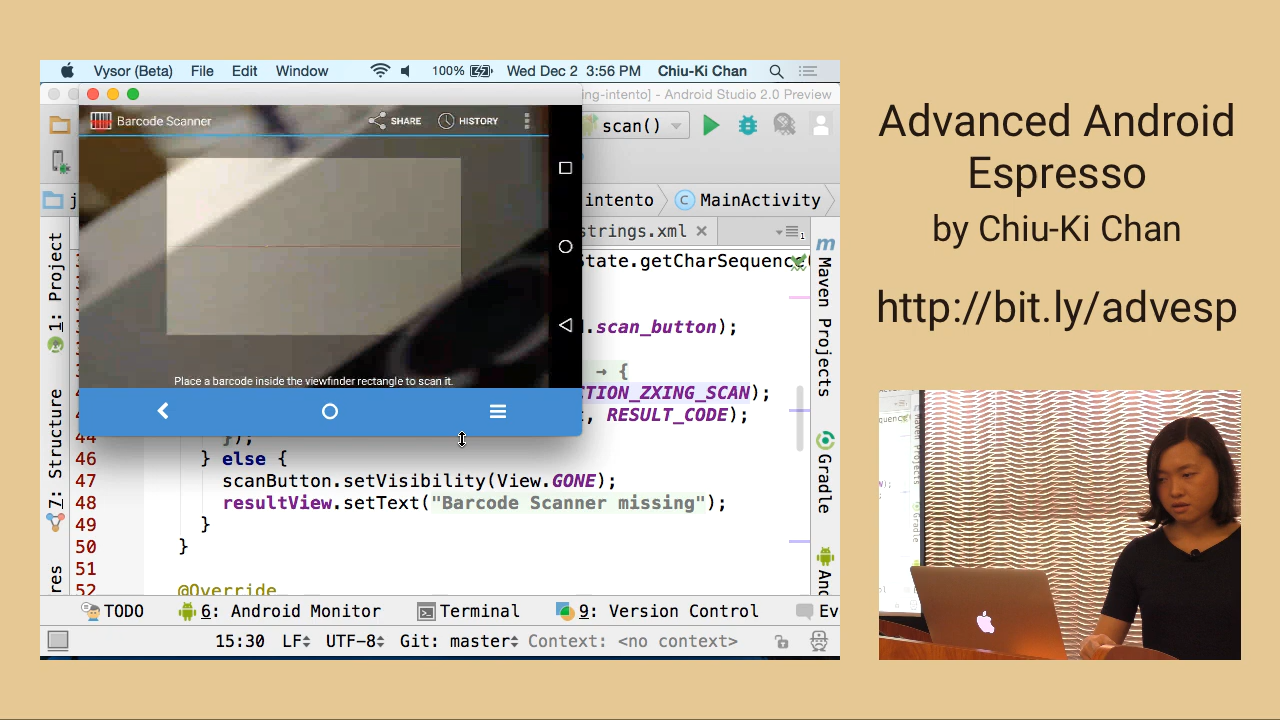 Vysor (Beta) File Edit Window 100% Wed Dec 2 3:56 PM Chiu-Ki Chan
ng-intento] - Android Studio 2.0 Preview
Barcode Scanner SHARE HISTORY
scan()
intento MainActivity
strings.xml
State.getCharSequence(
.scan_button);
→ {
TION_ZXING_SCAN);
RESULT_CODE);
Place a barcode inside the viewfinder rectangle to scan it.
44 });
46 } else {
47 scanButton.setVisibility(View.GONE);
48 resultView.setText("Barcode Scanner missing");
49 }
50 }
51
52 @Override
1: Project
7: Structure
Maven Projects
Gradle
TODO 6: Android Monitor Terminal 9: Version Control Ev
15:30 LF UTF-8 Git: master Context: <no context>
Advanced Android
Espresso
by Chiu-Ki Chan
http://bit.ly/advesp